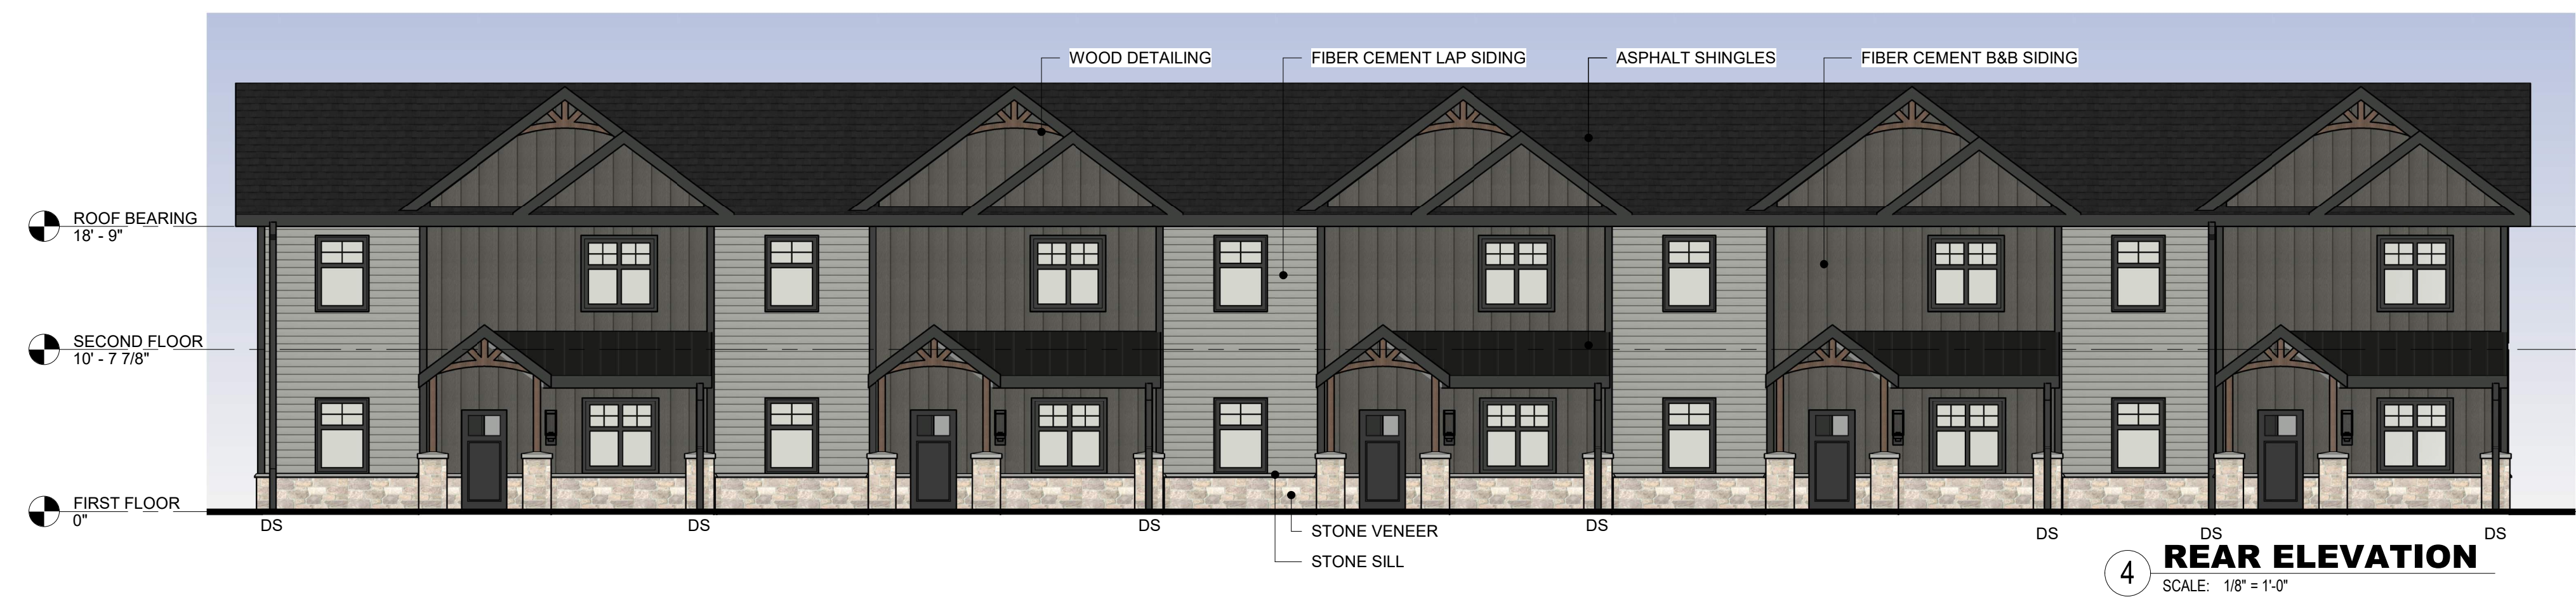 WOOD DETAILING
FIBER CEMENT LAP SIDING
ASPHALT SHINGLES
FIBER CEMENT B&B SIDING
ROOF BEARING
18' - 9"
SECOND FLOOR
10' - 7 7/8"
FIRST FLOOR
0"
DS
DS
DS
DS
DS
DS
DS
STONE VENEER
STONE SILL
4
REAR ELEVATION
SCALE: 1/8" = 1'-0"